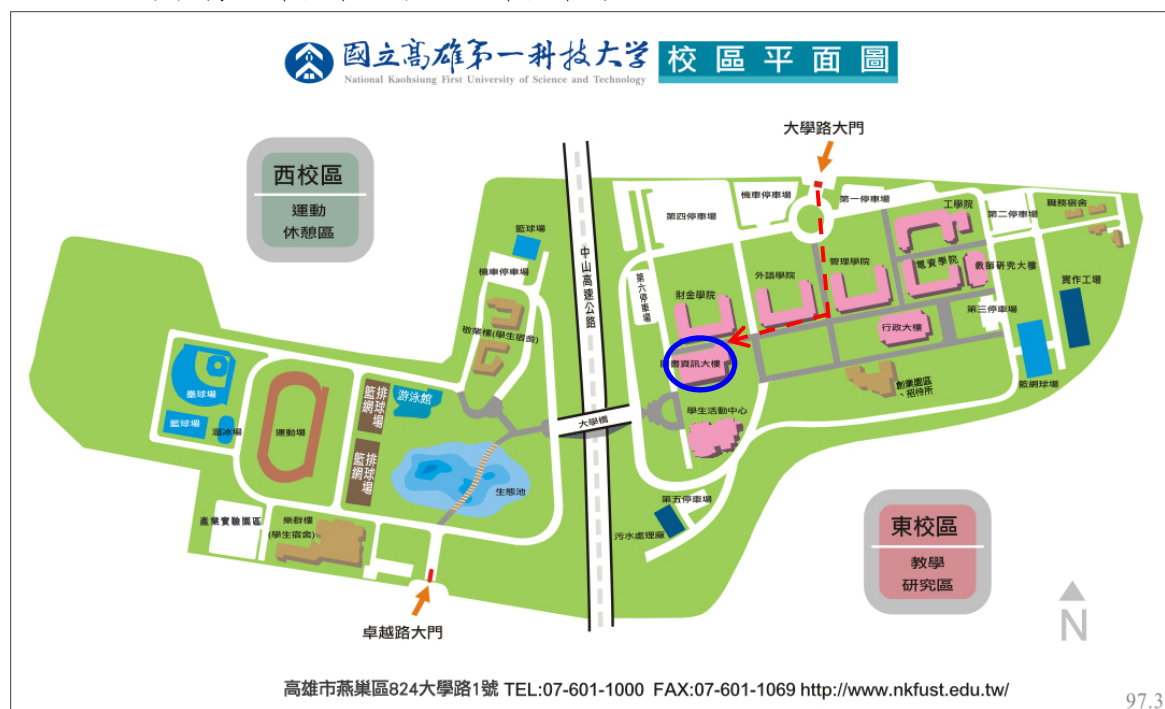 國立高雄第一科技大学
National Kaohsiung First University of Science and Technology
校區平面圖
大學路大門
西校區
運動
休憩區
籃球場
機車停車場
敬業樓(學生宿舍)
中山高速公路
第四停車場
機車停車場
第一停車場
工學院
第二停車場
職務宿舍
第六停車場
財金學院
外語學院
管理學院
電資學院
教師研究大樓
實作工場
第三停車場
行政大樓
圖書資訊大樓
創業園區
、招待所
籃網球場
壘球場
籃球場
溜冰場
運動場
排球場
籃網
游泳館
排球場
籃網
大學橋
學生活動中心
生態池
第五停車場
污水處理廠
產業實驗園區
樂群樓
(學生宿舍)
卓越路大門
東校區
教學
研究區
N
高雄市燕巢區824大學路1號 TEL:07-601-1000 FAX:07-601-1069 http://www.nkfust.edu.tw/
97.3